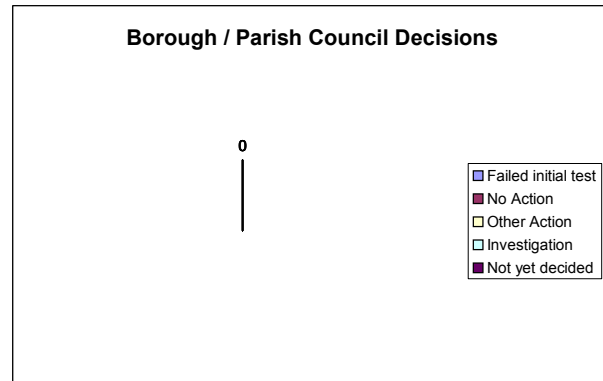 Borough / Parish Council Decisions
0
Failed initial test
No Action
Other Action
Investigation
Not yet decided